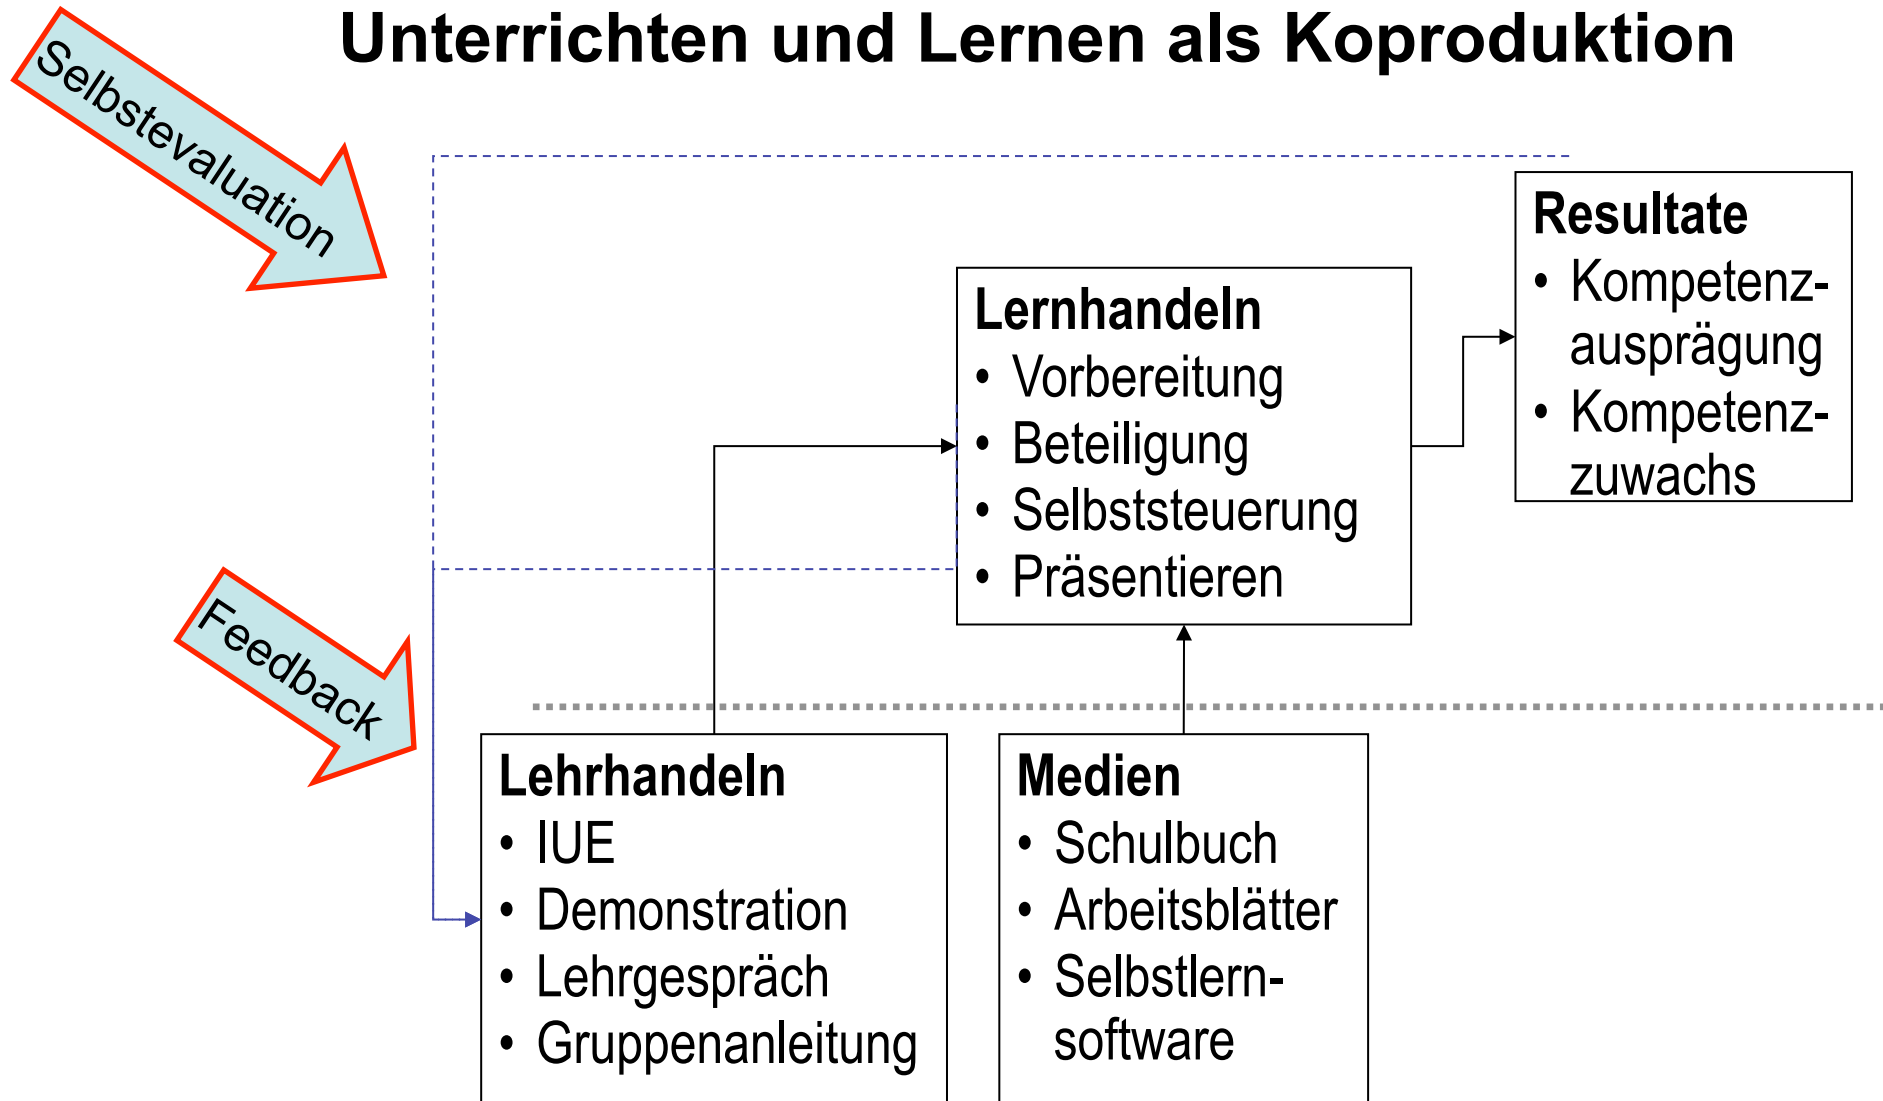 Unterrichten und Lernen als Koproduktion
Selbstevaluation
Resultate
• Kompetenz-
ausprägung
• Kompetenz-
zuwachs
Lernhandeln
• Vorbereitung
• Beteiligung
• Selbststeuerung
• Präsentieren
Feedback
Lehrhandeln
• IUE
• Demonstration
• Lehrgespräch
• Gruppenanleitung
Medien
• Schulbuch
• Arbeitsblätter
• Selbstlern-
software